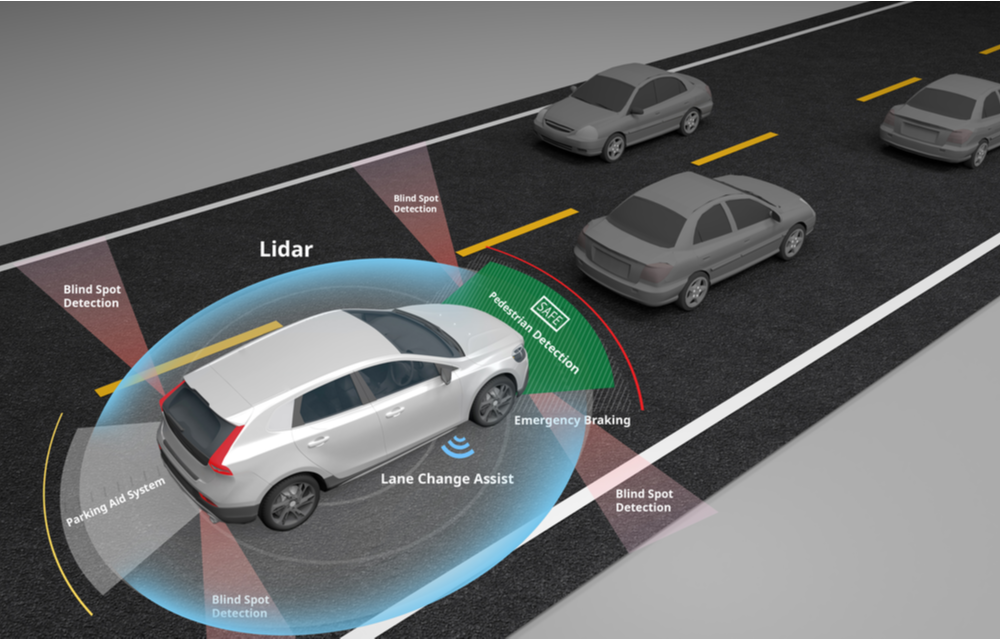 Blind Spot
Detection
Lidar
Blind Spot
Detection
SAFE
Pedestrian Detection
Emergency Braking
Lane Change Assist
Parking Aid System
Blind Spot
Detection
Blind Spot
Detection